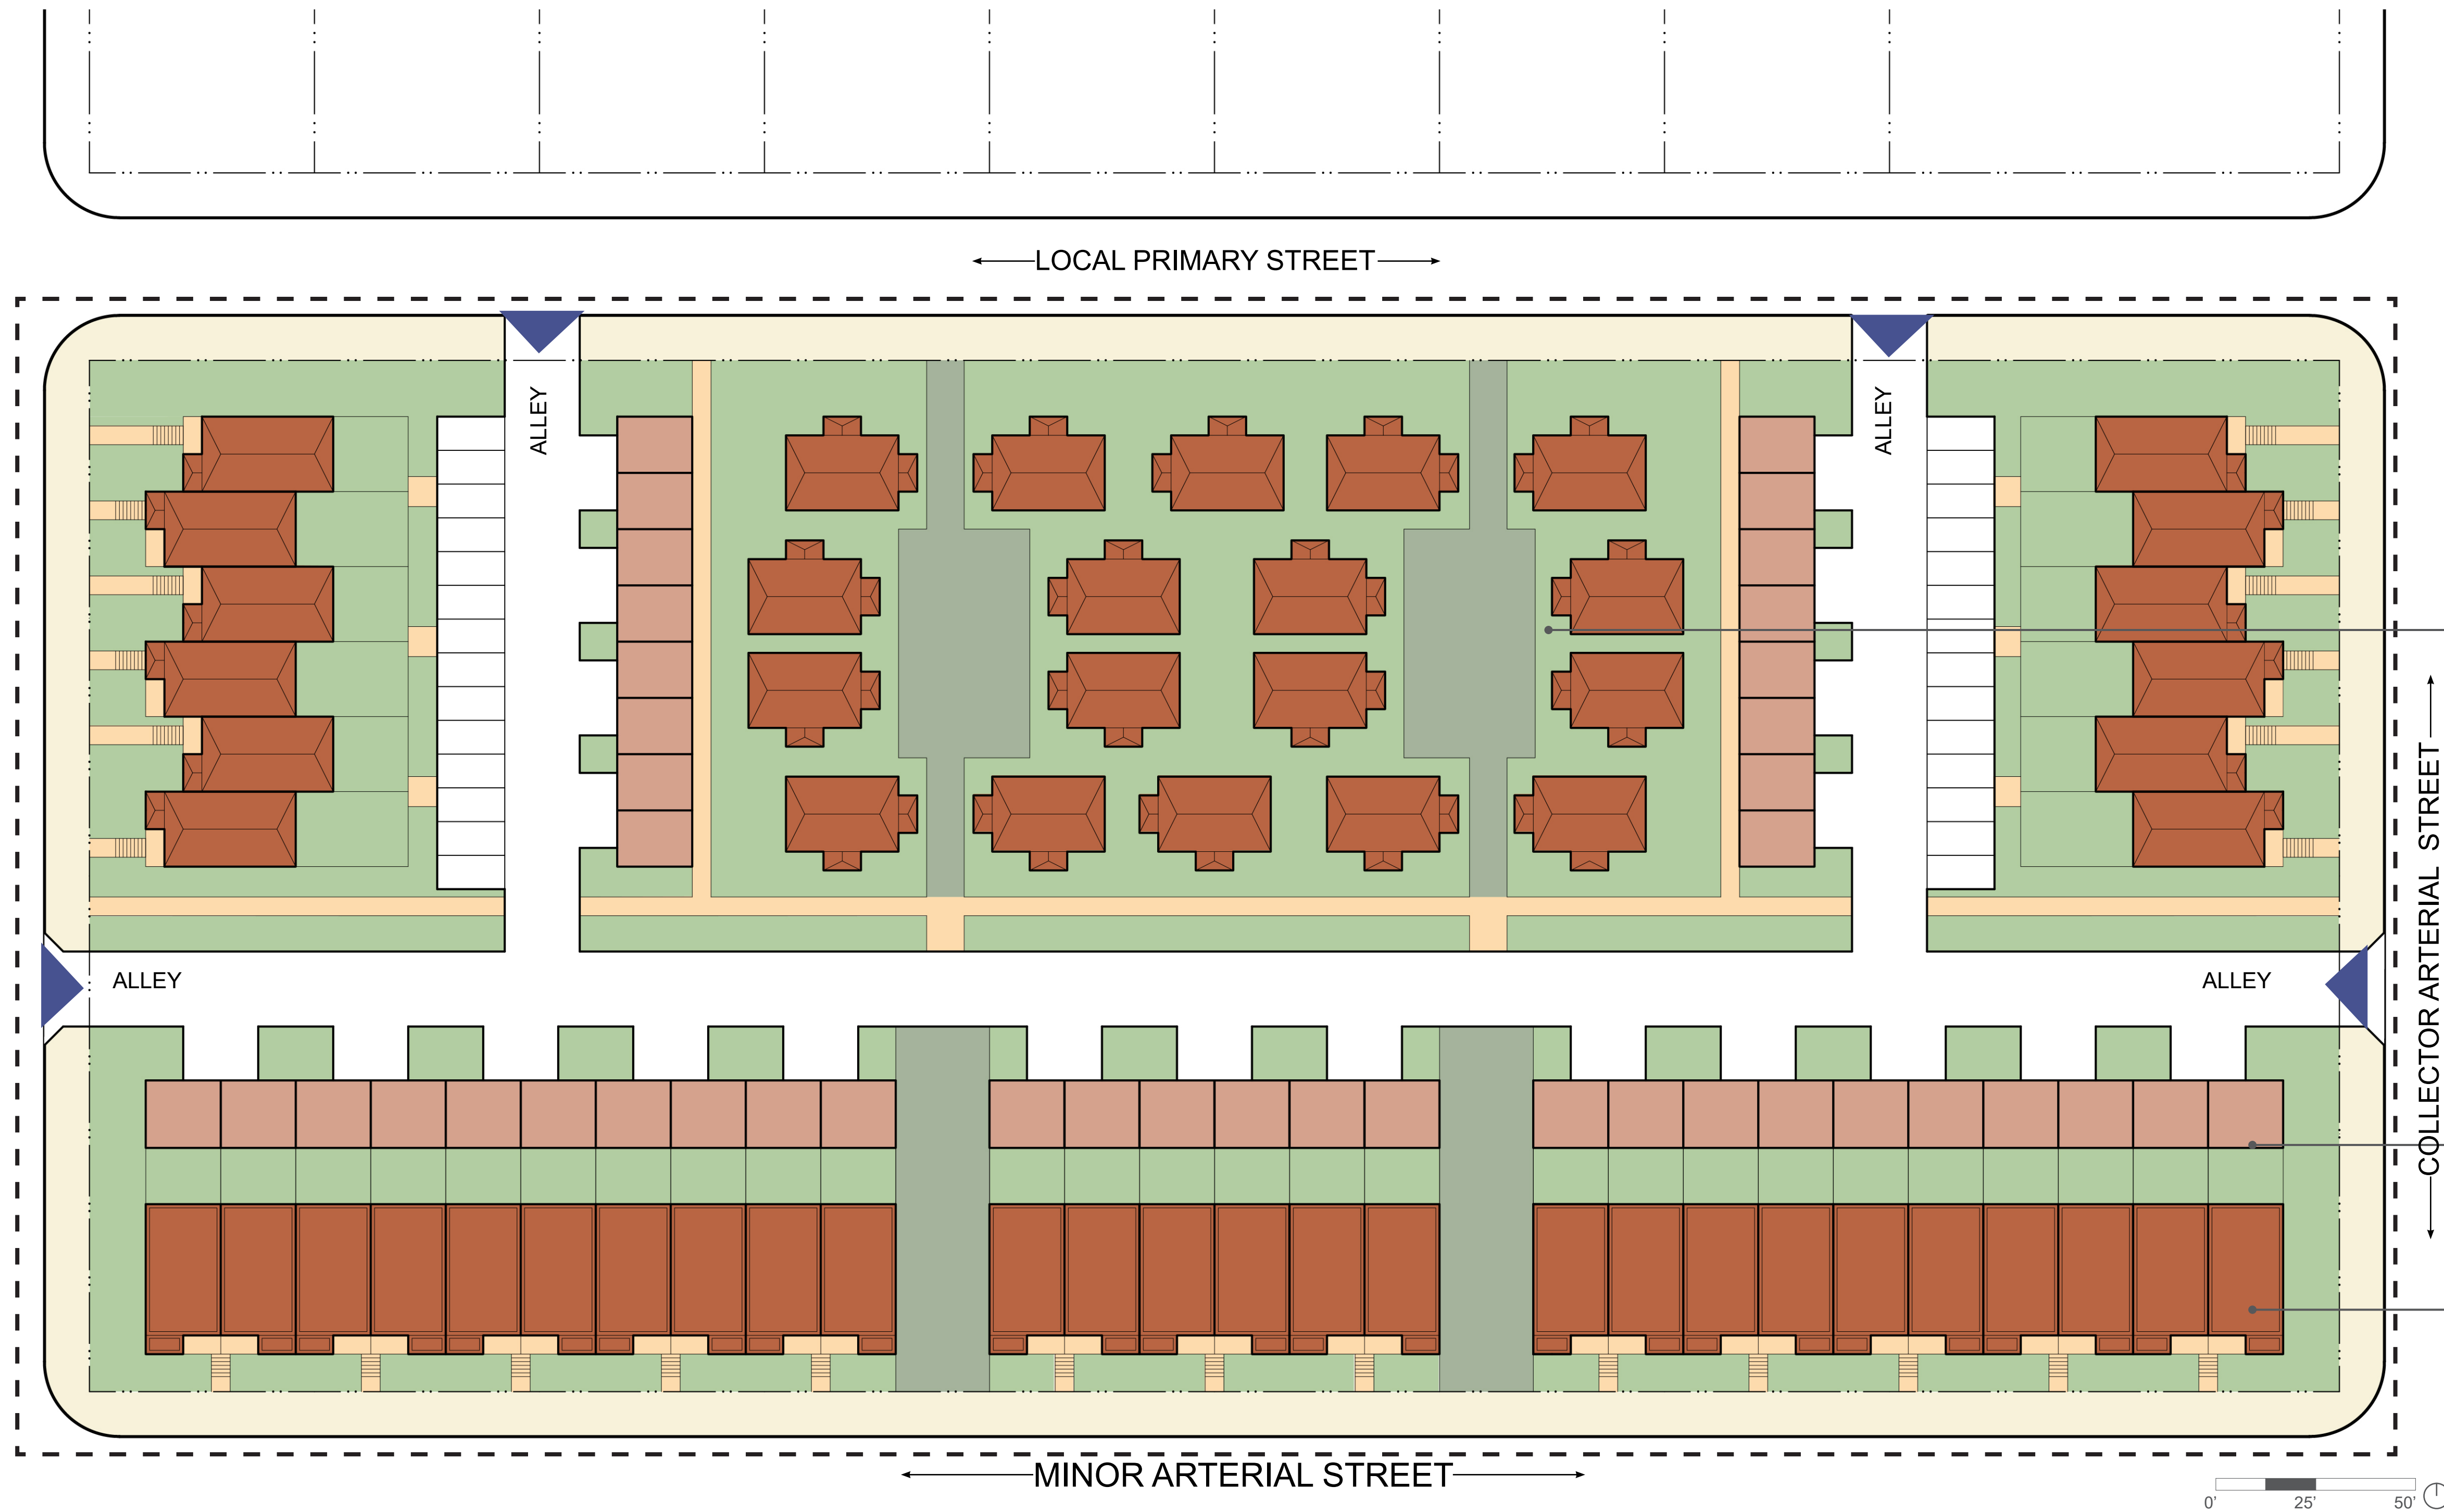 LOCAL PRIMARY STREET
ALLEY
ALLEY
COLLECTOR ARTERIAL STREET
ALLEY
ALLEY
MINOR ARTERIAL STREET
0' 25' 50'